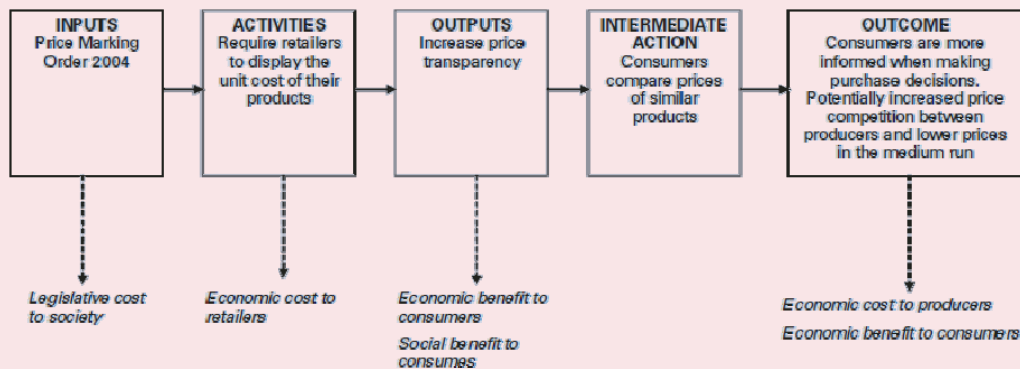 INPUTS
Price Marking
Order 2004
ACTIVITIES
Require retailers
to display the
unit cost of their
products
OUTPUTS
Increase price
transparency
INTERMEDIATE
ACTION
Consumers
compare prices
of similar
products
OUTCOME
Consumers are more
informed when making
purchase decisions.
Potentially increased price
competition between
producers and lower prices
in the medium run
Legislative cost
to society
Economic cost to
retailers
Economic benefit to
consumers
Social benefit to
consumes
Economic cost to producers
Economic benefit to consumers